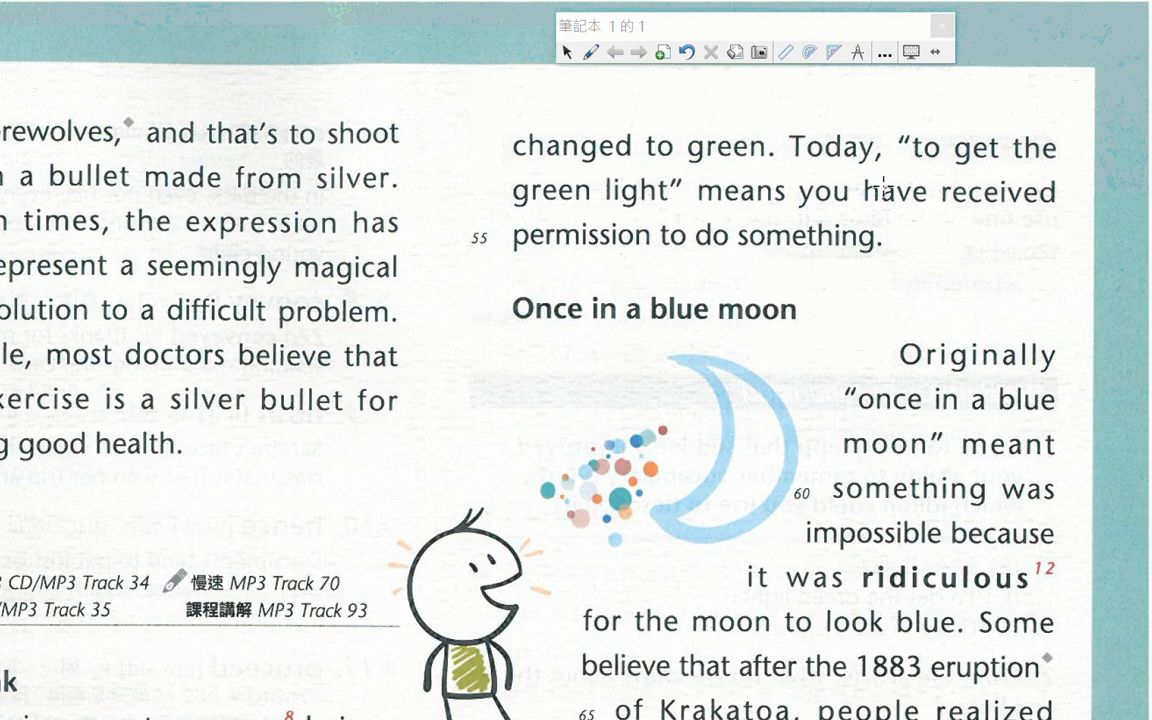 筆記本 1 的 1
rewolves,◆ and that's to shoot
a bullet made from silver.
times, the expression has
epresent a seemingly magical
olution to a difficult problem.
le, most doctors believe that
xercise is a silver bullet for
g good health.
CD/MP3 Track 34 慢速 MP3 Track 70
/MP3 Track 35 課程講解 MP3 Track 93
k
8
changed to green. Today, “to get the
green light” means you have received
55 permission to do something.
Once in a blue moon
Originally
“once in a blue
moon” meant
60 something was
impossible because
it was ridiculous 12
for the moon to look blue. Some
believe that after the 1883 eruption◆
65 of Krakatoa, people realized